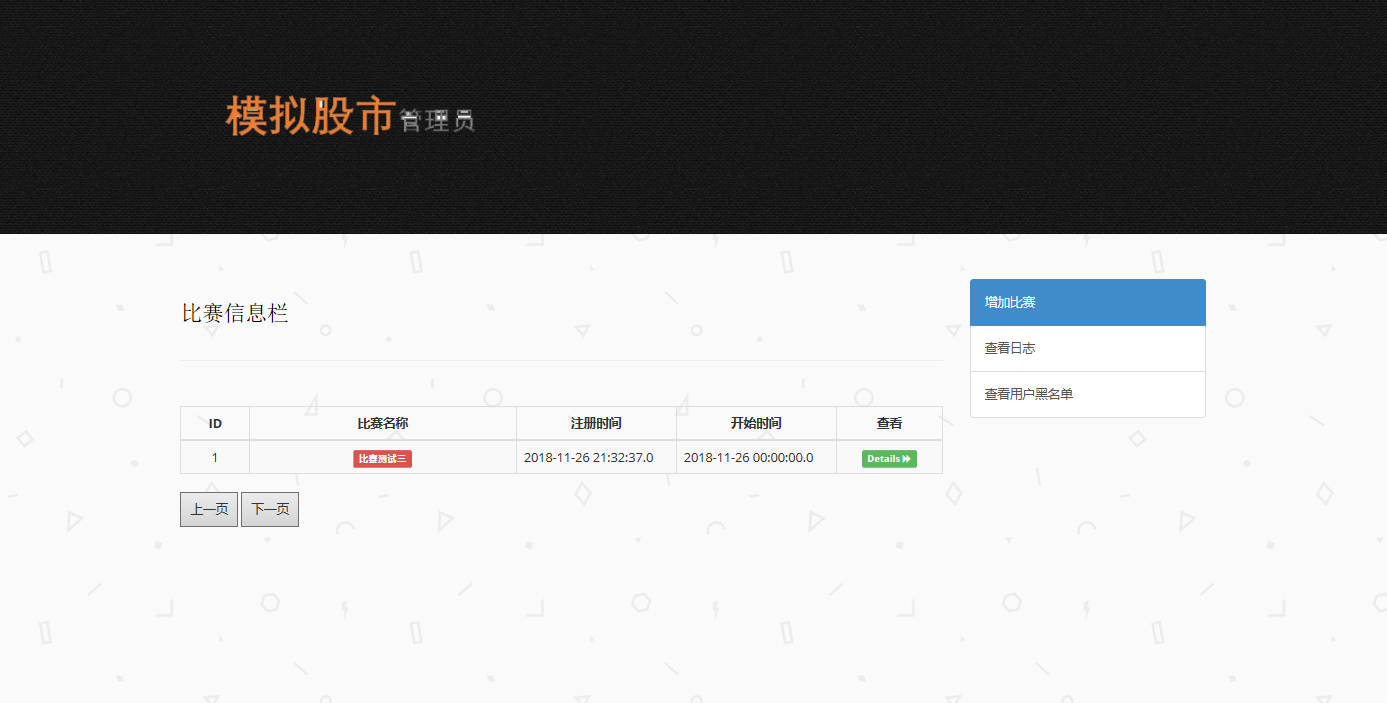 模拟股市管理员
比赛信息栏
增加比赛
查看日志
查看用户黑名单
ID 比赛名称 注册时间 开始时间 查看
1 比赛测试三 2018-11-26 21:32:37.0 2018-11-26 00:00:00.0 Details
上一页 下一页